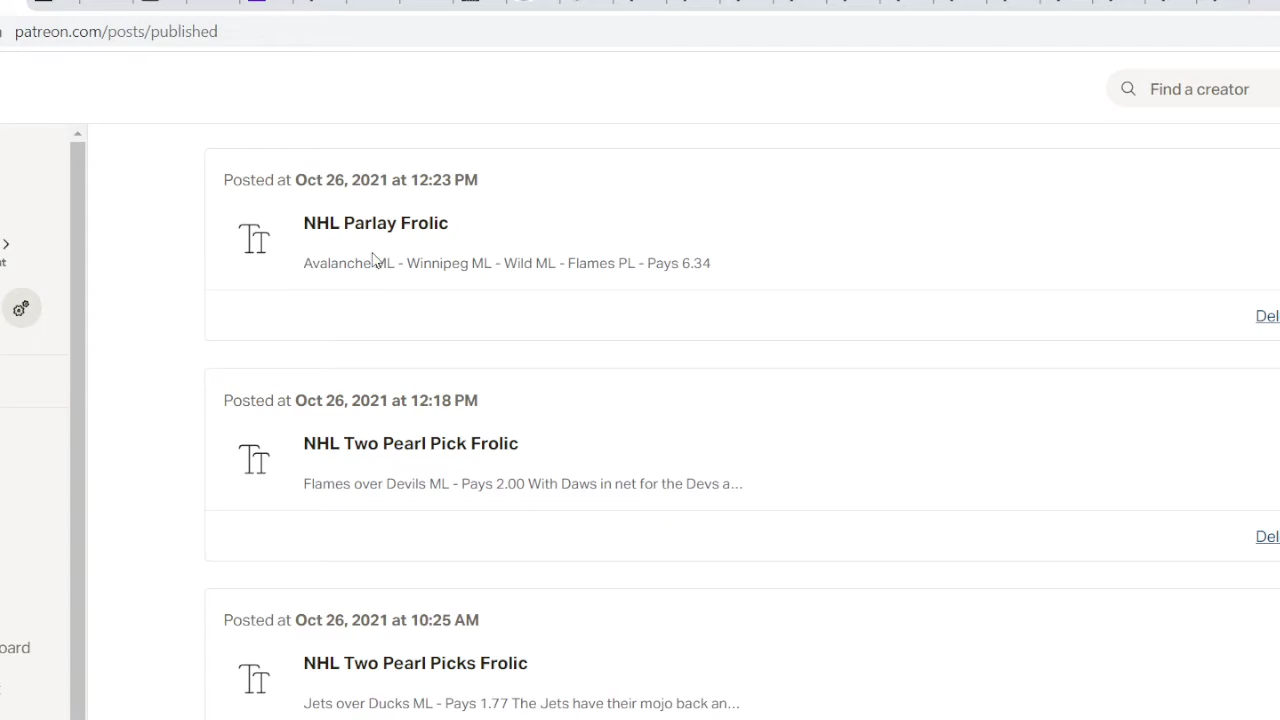 patreon.com/posts/published
Find a creator
Posted at Oct 26, 2021 at 12:23 PM
NHL Parlay Frolic
Avalanche ML - Winnipeg ML - Wild ML - Flames PL - Pays 6.34
Del
Posted at Oct 26, 2021 at 12:18 PM
NHL Two Pearl Pick Frolic
Flames over Devils ML - Pays 2.00 With Daws in net for the Devs a...
Del
Posted at Oct 26, 2021 at 10:25 AM
oard
NHL Two Pearl Picks Frolic
Jets over Ducks ML - Pays 1.77 The Jets have their mojo back an...